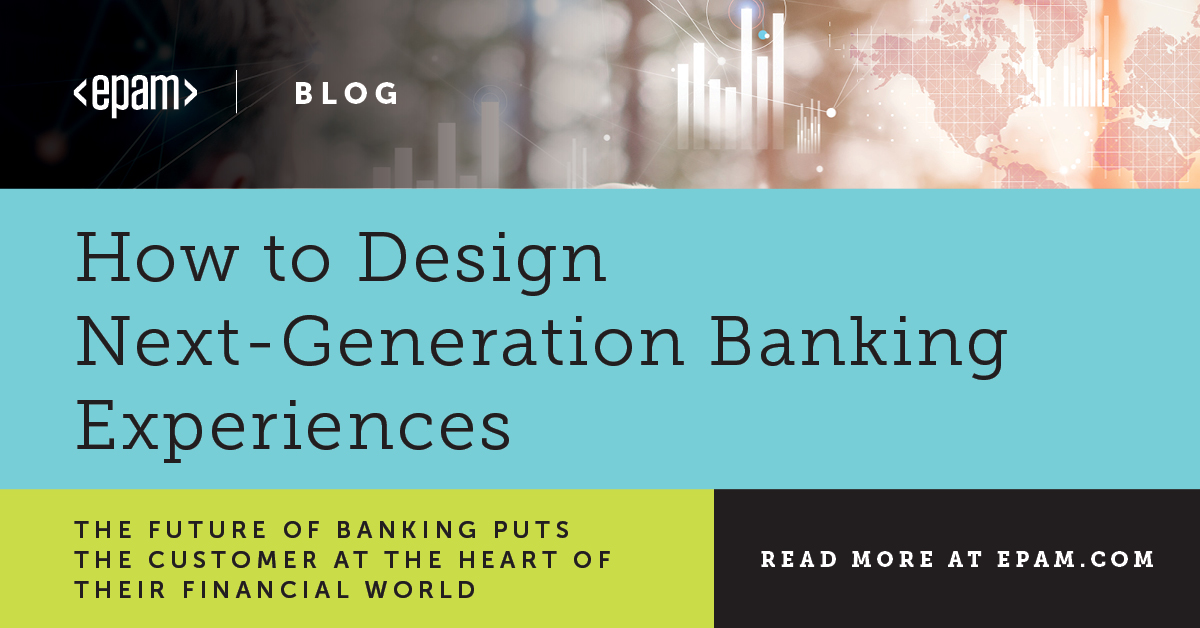 <epam> BLOG
How to Design
Next-Generation Banking
Experiences
THE FUTURE OF BANKING PUTS
THE CUSTOMER AT THE HEART OF
THEIR FINANCIAL WORLD
READ MORE AT EPAM.COM